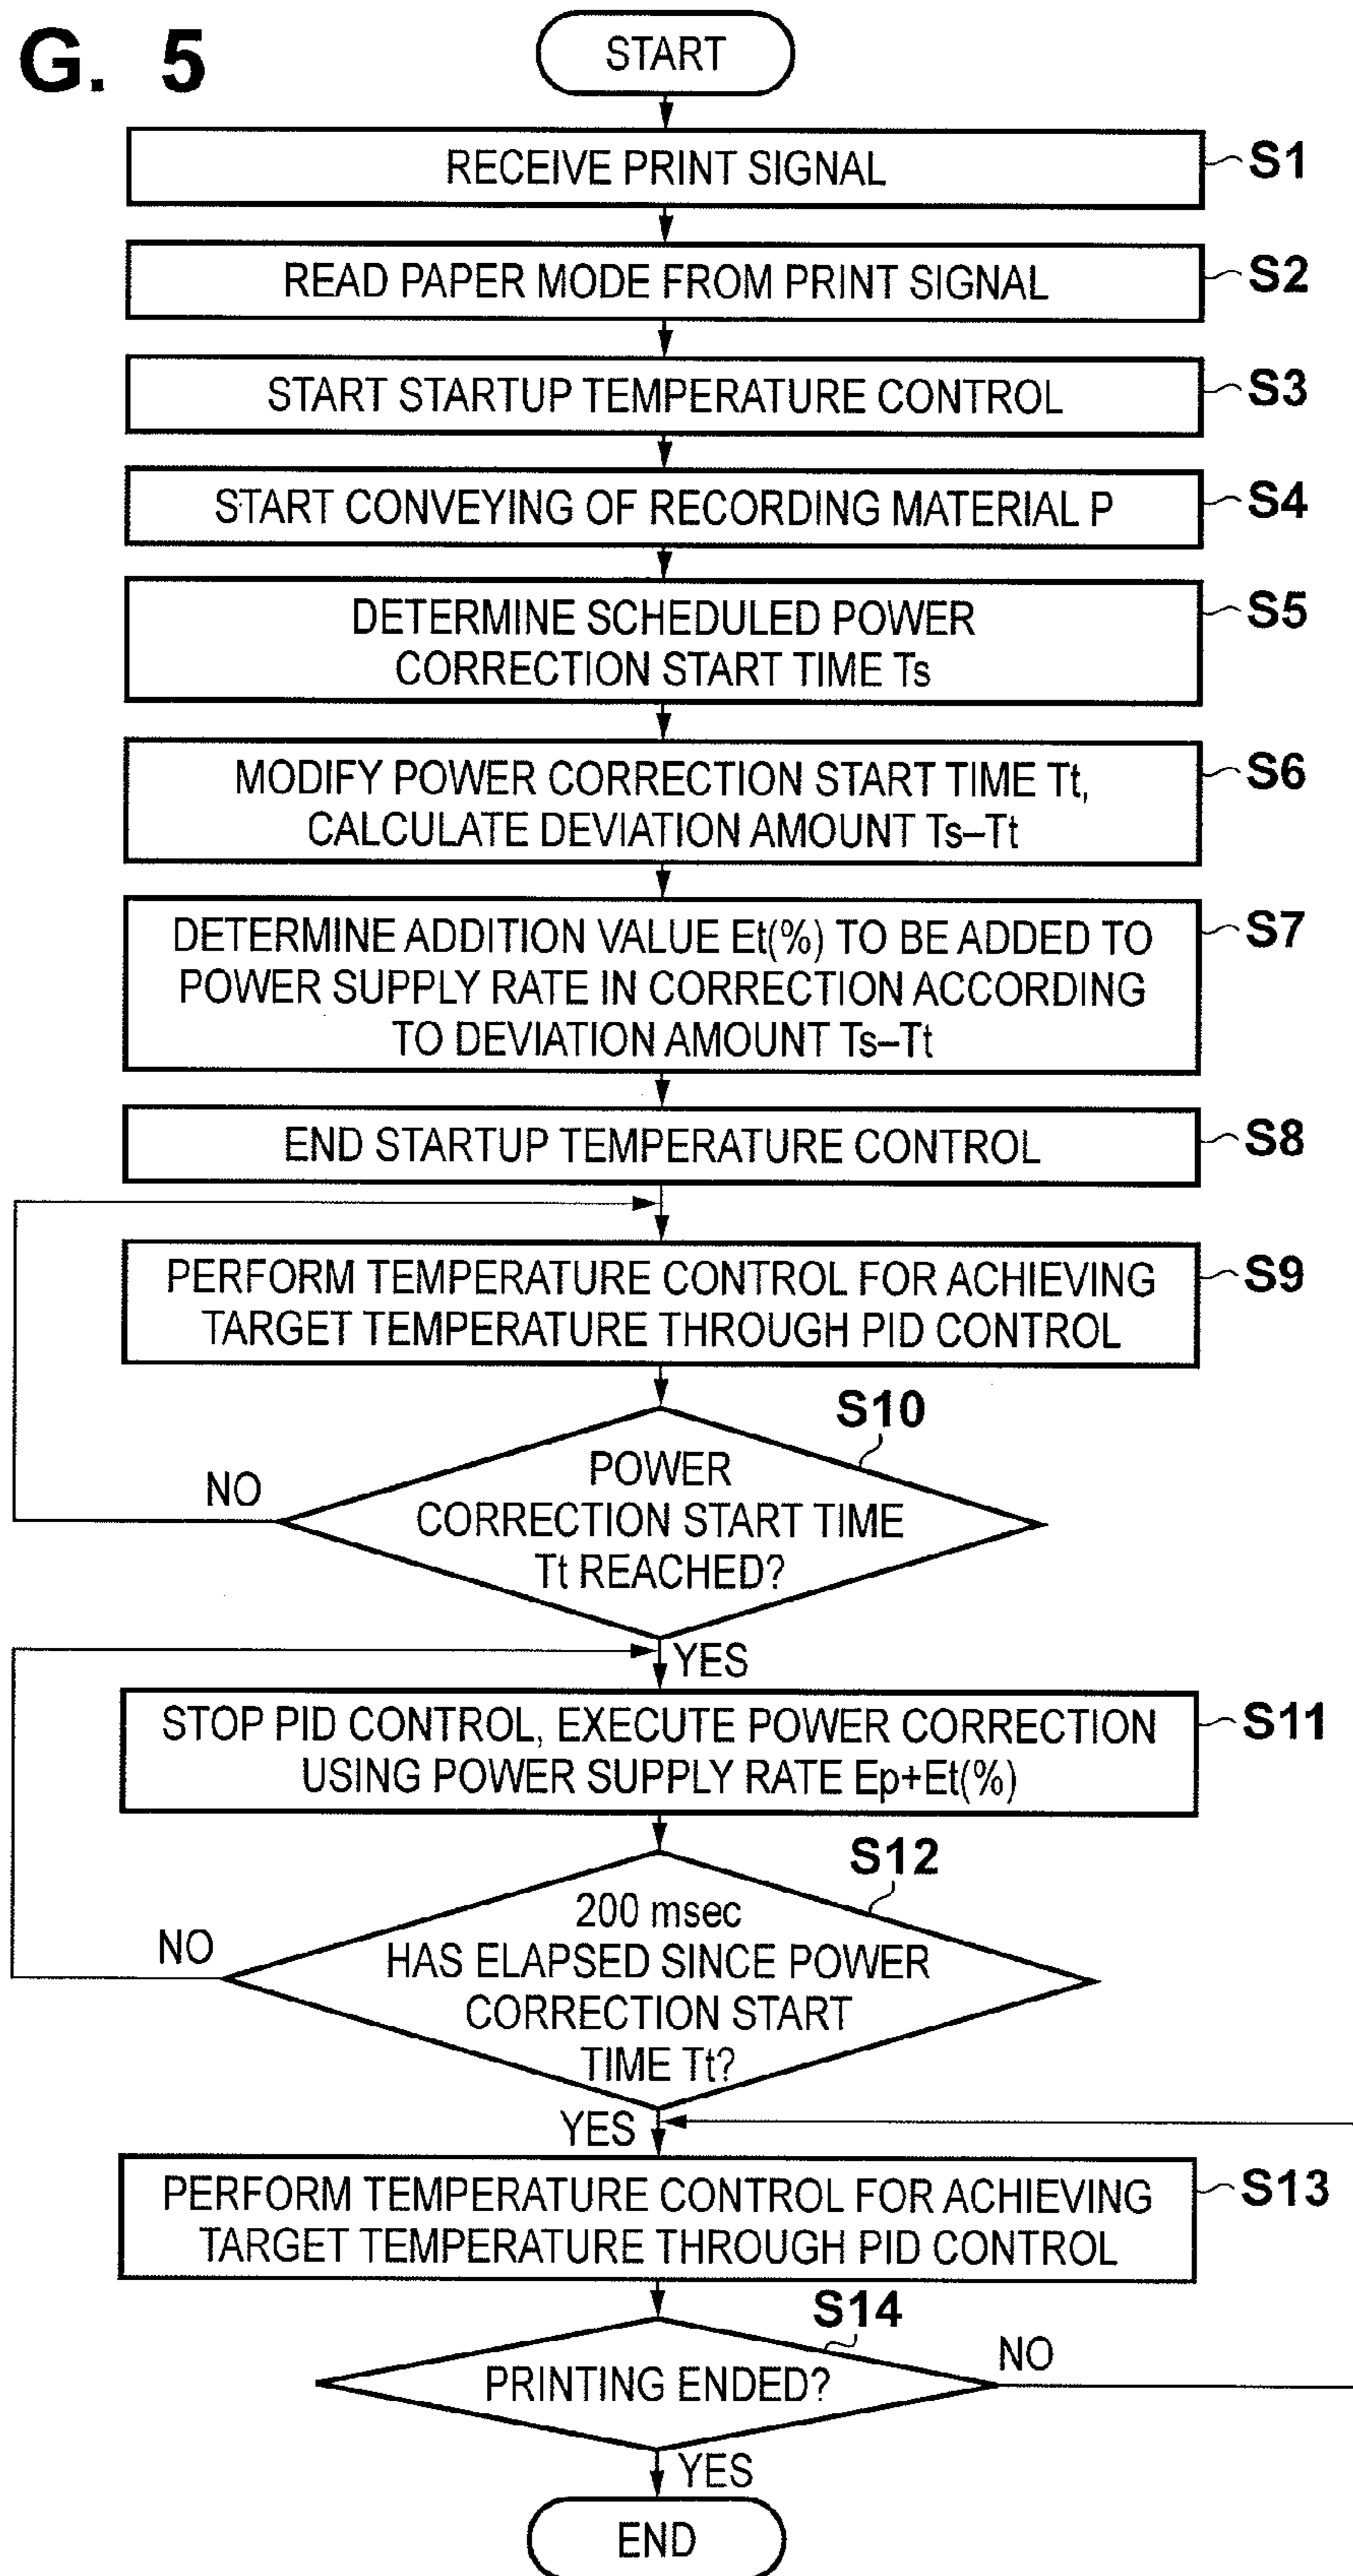 G. 5
START
RECEIVE PRINT SIGNAL
S1
READ PAPER MODE FROM PRINT SIGNAL
S2
START STARTUP TEMPERATURE CONTROL
S3
START CONVEYING OF RECORDING MATERIAL P
S4
DETERMINE SCHEDULED POWER
CORRECTION START TIME Ts
S5
MODIFY POWER CORRECTION START TIME Tt,
CALCULATE DEVIATION AMOUNT Ts–Tt
S6
DETERMINE ADDITION VALUE Et(%) TO BE ADDED TO
POWER SUPPLY RATE IN CORRECTION ACCORDING
TO DEVIATION AMOUNT Ts–Tt
S7
END STARTUP TEMPERATURE CONTROL
S8
PERFORM TEMPERATURE CONTROL FOR ACHIEVING
TARGET TEMPERATURE THROUGH PID CONTROL
S9
S10
POWER
CORRECTION START TIME
Tt REACHED?
NO
YES
STOP PID CONTROL, EXECUTE POWER CORRECTION
USING POWER SUPPLY RATE Ep+Et(%)
S11
S12
200 msec
HAS ELAPSED SINCE POWER
CORRECTION START
TIME Tt?
NO
YES
PERFORM TEMPERATURE CONTROL FOR ACHIEVING
TARGET TEMPERATURE THROUGH PID CONTROL
S13
S14
PRINTING ENDED?
NO
YES
END